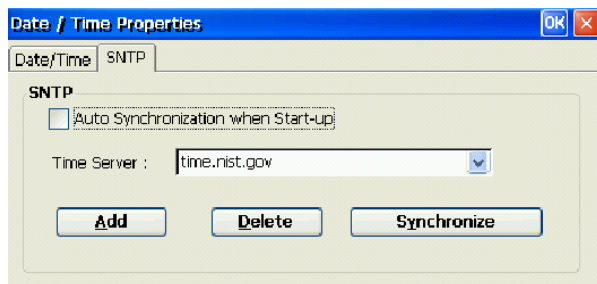 Date / Time Properties OK
Date/Time SNTP
SNTP
Auto Synchronization when Start-up
Time Server : time.nist.gov
Add Delete Synchronize